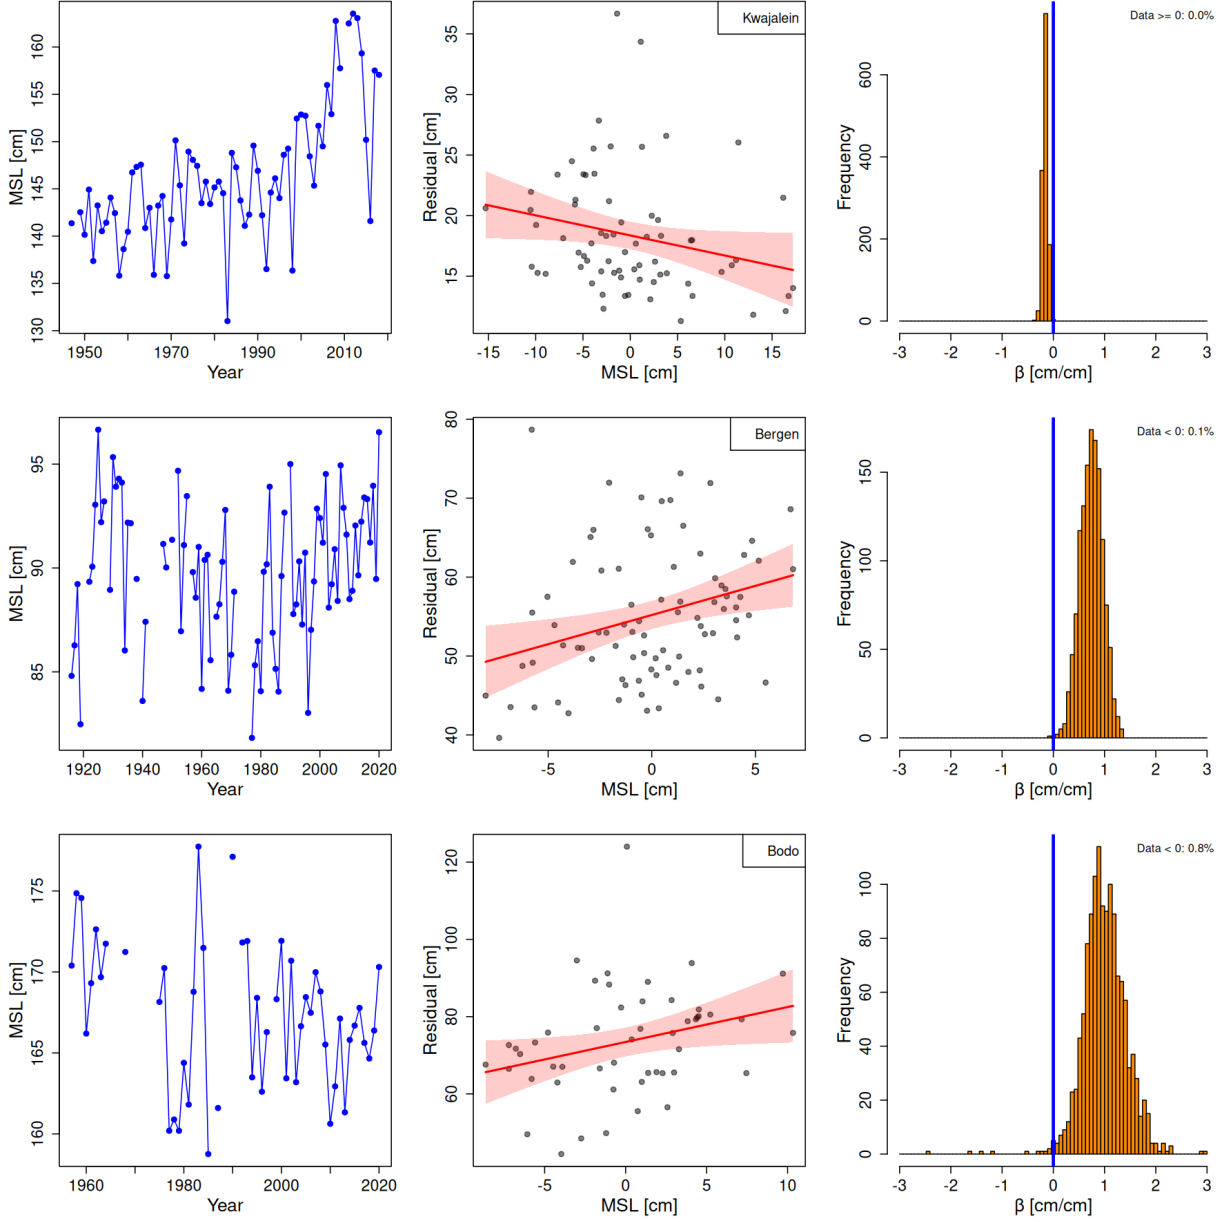 MSL [cm]
130 135 140 145 150 155 160
1950 1970 1990 2010
Year
Kwajalein
Residual [cm]
15 20 25 30 35
-15 -10 -5 0 5 10 15
MSL [cm]
Data >= 0: 0.0%
Frequency
0 200 400 600
-3 -2 -1 0 1 2 3
β [cm/cm]
MSL [cm]
85 90 95
1920 1940 1960 1980 2000 2020
Year
Bergen
Residual [cm]
40 50 60 70 80
-5 0 5
MSL [cm]
Data < 0: 0.1%
Frequency
0 50 100 150
-3 -2 -1 0 1 2 3
β [cm/cm]
MSL [cm]
160 165 170 175
1960 1980 2000 2020
Year
Bodo
Residual [cm]
60 80 100 120
-5 0 5 10
MSL [cm]
Data < 0: 0.8%
Frequency
0 20 40 60 80 100
-3 -2 -1 0 1 2 3
β [cm/cm]